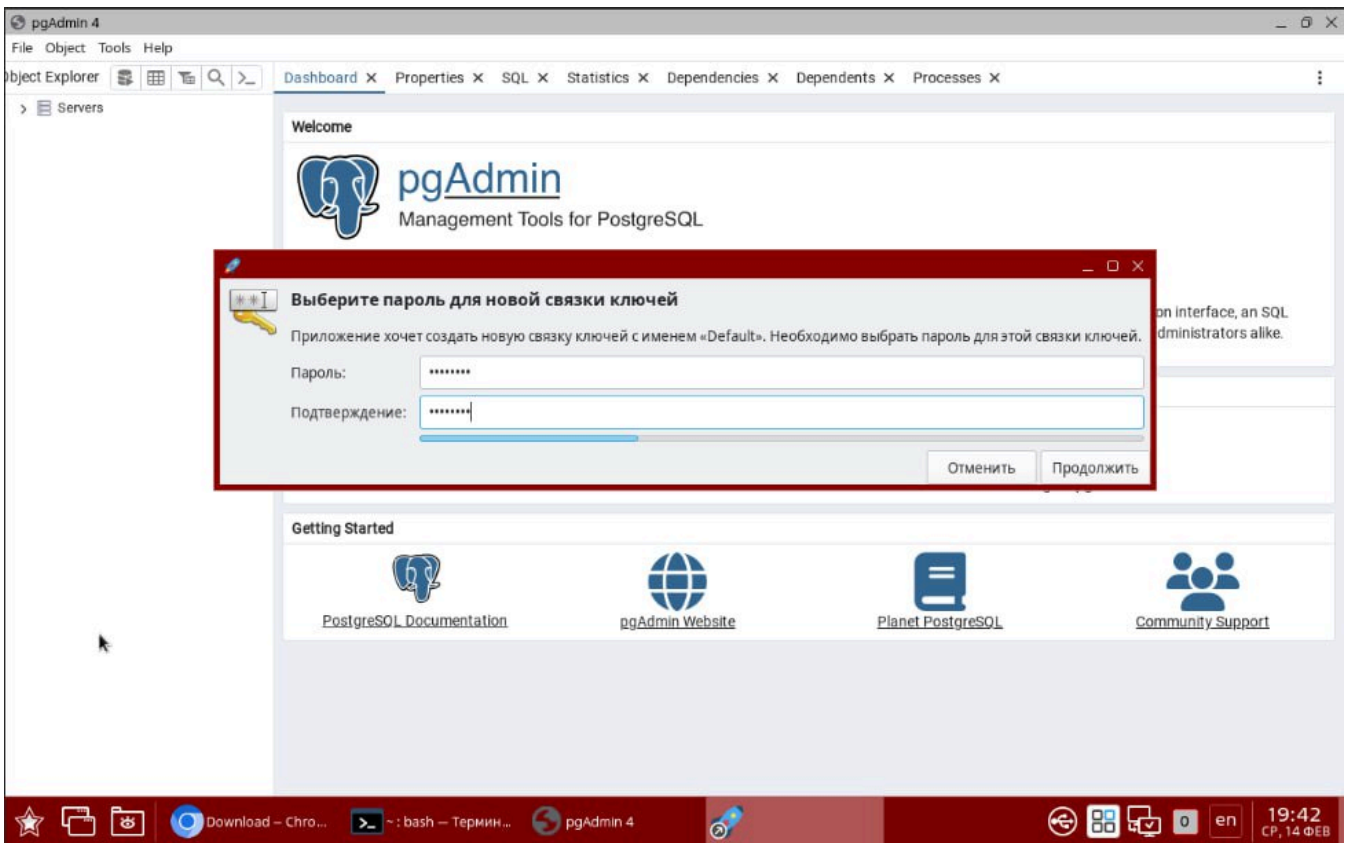 pgAdmin 4
File Object Tools Help
bject Explorer
Dashboard Properties SQL Statistics Dependencies Dependents Processes
Servers
Welcome
pgAdmin
Management Tools for PostgreSQL
Выберите пароль для новой связки ключей
on interface, an SQL
Приложение хочет создать новую связку ключей с именем «Default». Необходимо выбрать пароль для этой связки ключей.
dministrators alike.
Пароль: ••••••••
Подтверждение: ••••••••
Отменить Продолжить
Getting Started
PostgreSQL Documentation pgAdmin Website Planet PostgreSQL Community Support
Download – Chro... ~ : bash — Термин... pgAdmin 4 0 en 19:42
СР, 14 ФЕВ